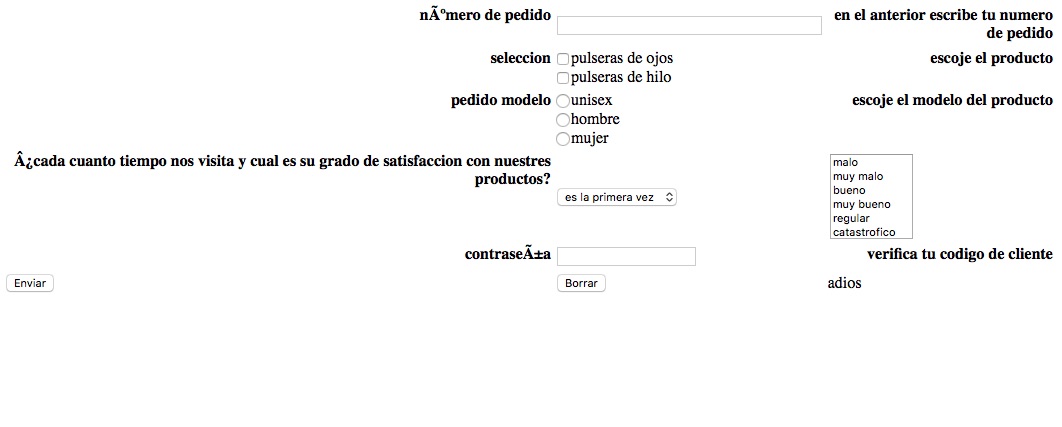 nÃºmero de pedido
en el anterior escribe tu numero
de pedido
seleccion
pulseras de ojos
escoje el producto
pulseras de hilo
pedido modelo
unisex
escoje el modelo del producto
hombre
mujer
Â¿cada cuanto tiempo nos visita y cual es su grado de satisfaccion con nuestres
productos?
es la primera vez
malo
muy malo
bueno
muy bueno
regular
catastrofico
contraseÃ±a
verifica tu codigo de cliente
Enviar
Borrar
adios